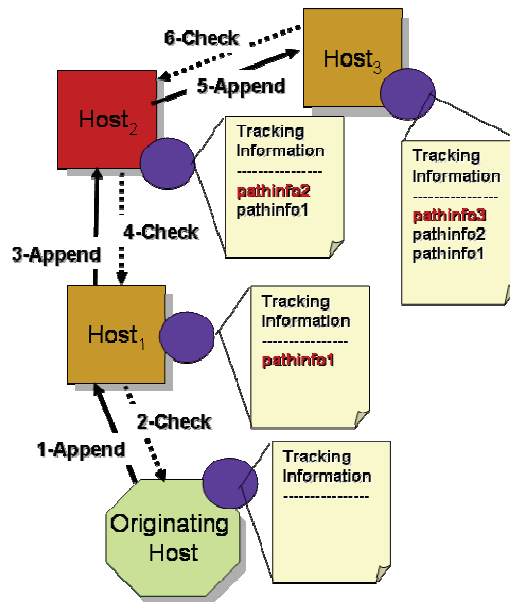 6-Check
Host3
5-Append
Host2
Tracking
Information
-----------------
pathinfo2
pathinfo1
Tracking
Information
-----------------
pathinfo3
pathinfo2
pathinfo1
4-Check
3-Append
Host1
Tracking
Information
-----------------
pathinfo1
2-Check
1-Append
Tracking
Information
-----------------
Originating
Host